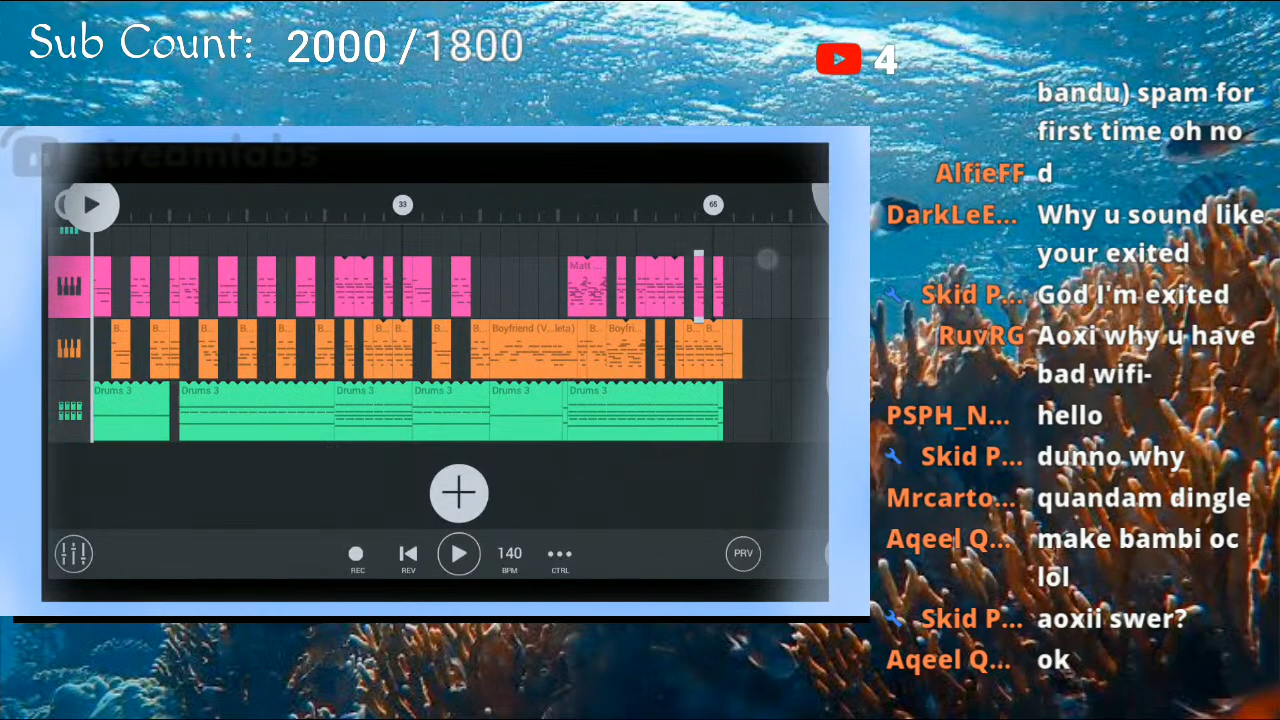 Sub Count: 2000 / 1800
4
streamlabs
33
65
Matt ...
B... B... B... B... B... B... B... B... B... B... Boyfriend (V...leta) B... Boyfri... B... B...
Drums 3 Drums 3 Drums 3 Drums 3 Drums 3 Drums 3
REC
REV
140
BPM
CTRL
PRV
bandu) spam for
first time oh no
AlfieFF d
DarkLeE... Why u sound like
your exited
Skid P... God I'm exited
RuvRG Aoxi why u have
bad wifi-
PSPH_N... hello
Skid P... dunno why
Mrcarto... quandam dingle
Aqeel Q... make bambi oc
lol
Skid P... aoxii swer?
Aqeel Q... ok